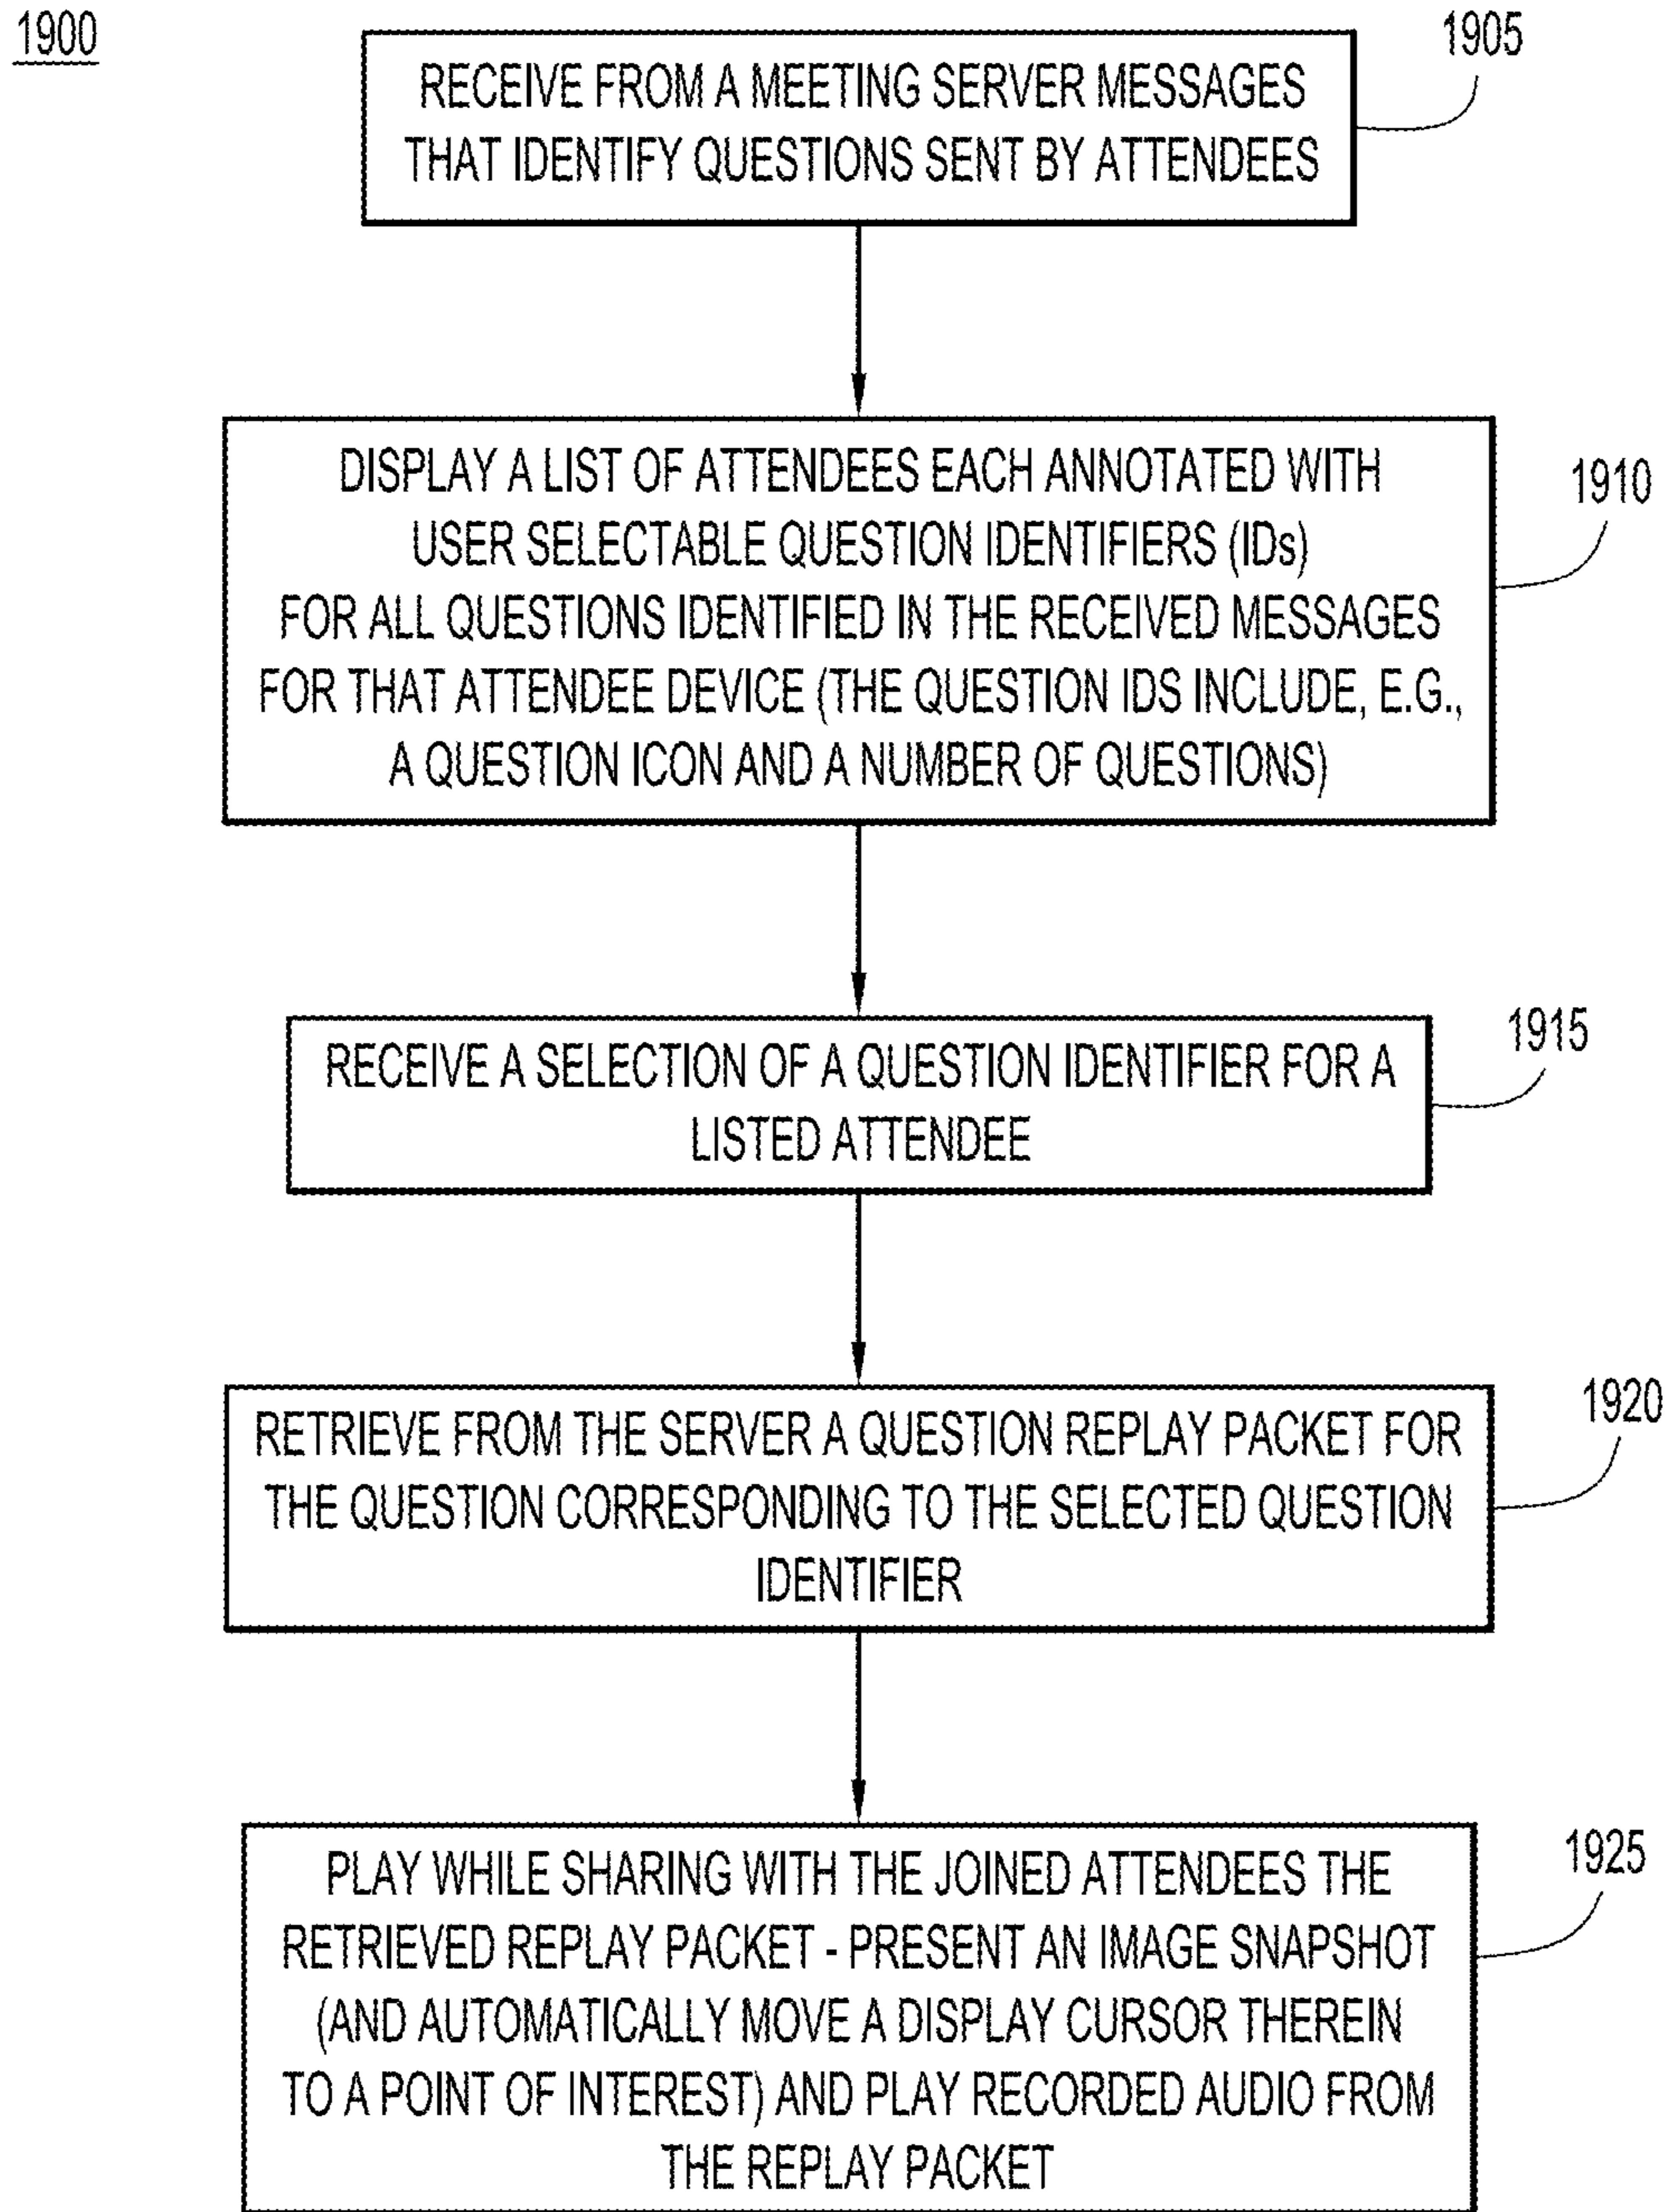 1900
1905
RECEIVE FROM A MEETING SERVER MESSAGES
THAT IDENTIFY QUESTIONS SENT BY ATTENDEES
1910
DISPLAY A LIST OF ATTENDEES EACH ANNOTATED WITH
USER SELECTABLE QUESTION IDENTIFIERS (IDs)
FOR ALL QUESTIONS IDENTIFIED IN THE RECEIVED MESSAGES
FOR THAT ATTENDEE DEVICE (THE QUESTION IDS INCLUDE, E.G.,
A QUESTION ICON AND A NUMBER OF QUESTIONS)
1915
RECEIVE A SELECTION OF A QUESTION IDENTIFIER FOR A
LISTED ATTENDEE
1920
RETRIEVE FROM THE SERVER A QUESTION REPLAY PACKET FOR
THE QUESTION CORRESPONDING TO THE SELECTED QUESTION
IDENTIFIER
1925
PLAY WHILE SHARING WITH THE JOINED ATTENDEES THE
RETRIEVED REPLAY PACKET - PRESENT AN IMAGE SNAPSHOT
(AND AUTOMATICALLY MOVE A DISPLAY CURSOR THEREIN
TO A POINT OF INTEREST) AND PLAY RECORDED AUDIO FROM
THE REPLAY PACKET